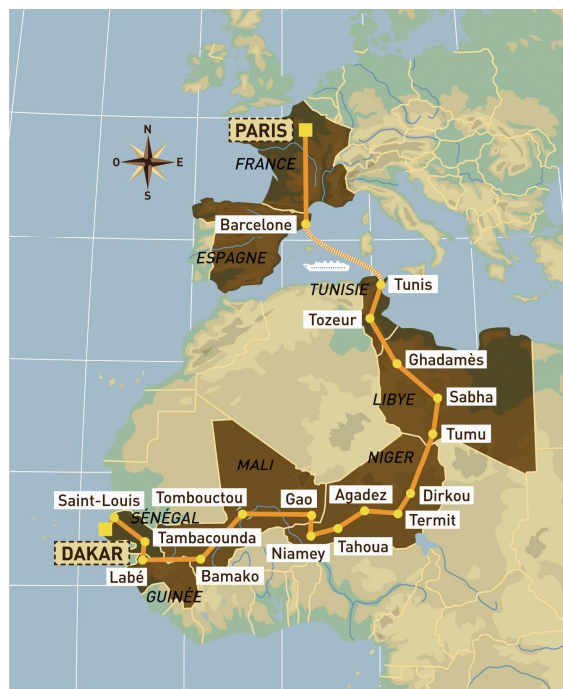 N
O
E
S
PARIS
FRANCE
Barcelone
ESPAGNE
TUNISIE
Tunis
Tozeur
Ghadamès
LIBYE
Sabha
Tumu
MALI
NIGER
Dirkou
Agadez
Termit
Gao
Tombouctou
Saint-Louis
SÉNÉGAL
Tambacounda
Niamey
Tahoua
DAKAR
Labé
Bamako
GUINÉE